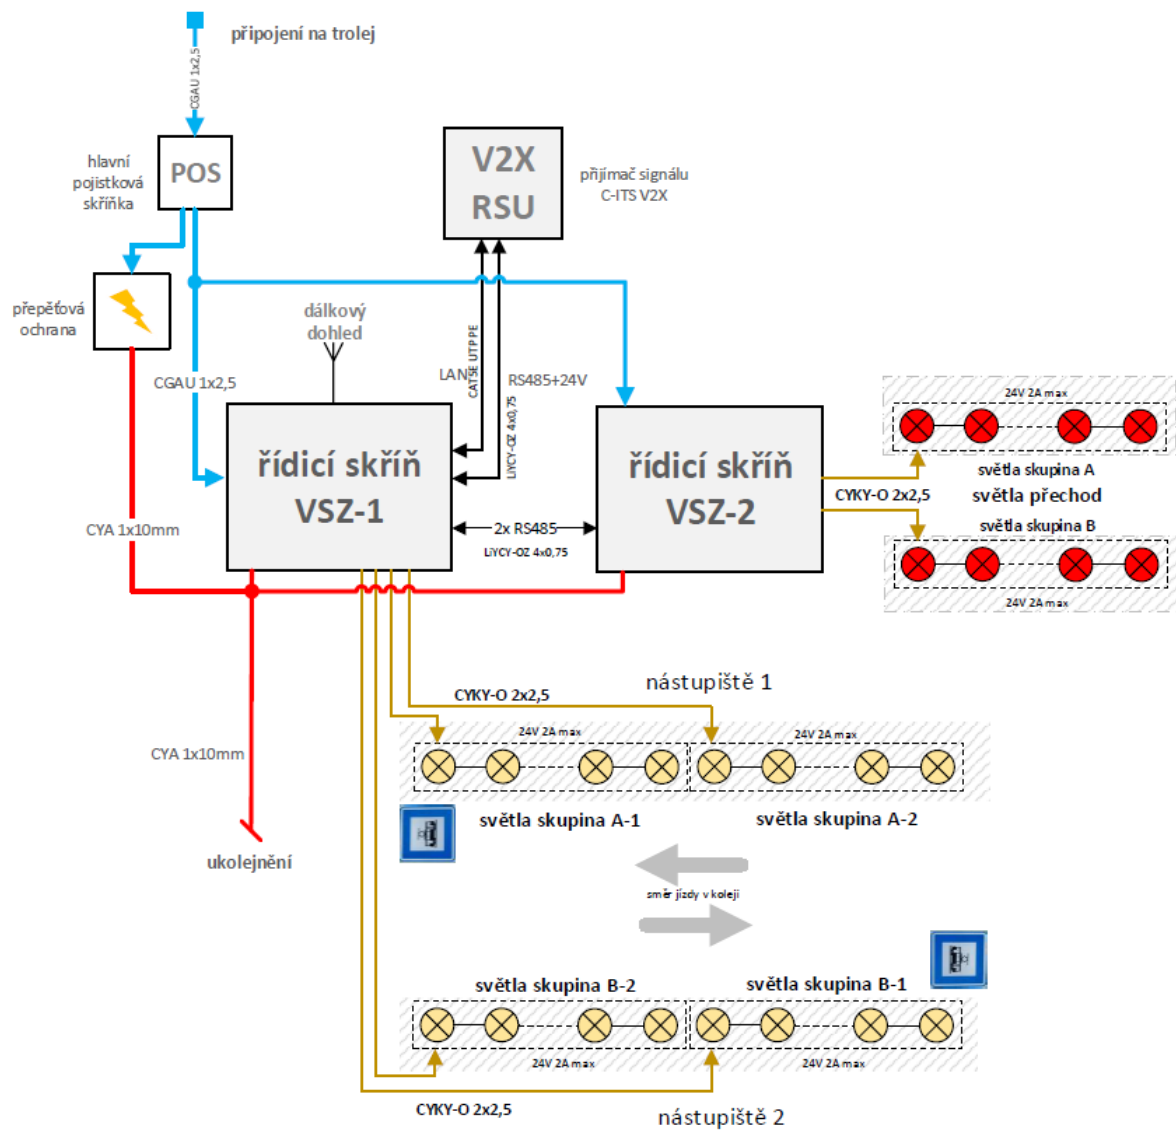 připojení na trolej
CGAU 1x2,5
hlavní
pojistková
skříňka
POS
V2X
RSU
přijímač signálu
C-ITS V2X
přepěťová
ochrana
dálkový
dohled
CGAU 1x2,5
LAN
CAT5E UTP PE
RS485+24V
LiYCY-OZ 4x0,75
řídicí skříň
VSZ-1
řídicí skříň
VSZ-2
2x RS485
LiYCY-OZ 4x0,75
CYA 1x10mm
24V 2A max
světla skupina A
CYKY-O 2x2,5
světla přechod
světla skupina B
24V 2A max
nástupiště 1
CYKY-O 2x2,5
24V 2A max
24V 2A max
CYA 1x10mm
světla skupina A-1
světla skupina A-2
ukolejnění
směr jízdy v koleji
světla skupina B-2
světla skupina B-1
24V 2A max
24V 2A max
CYKY-O 2x2,5
nástupiště 2